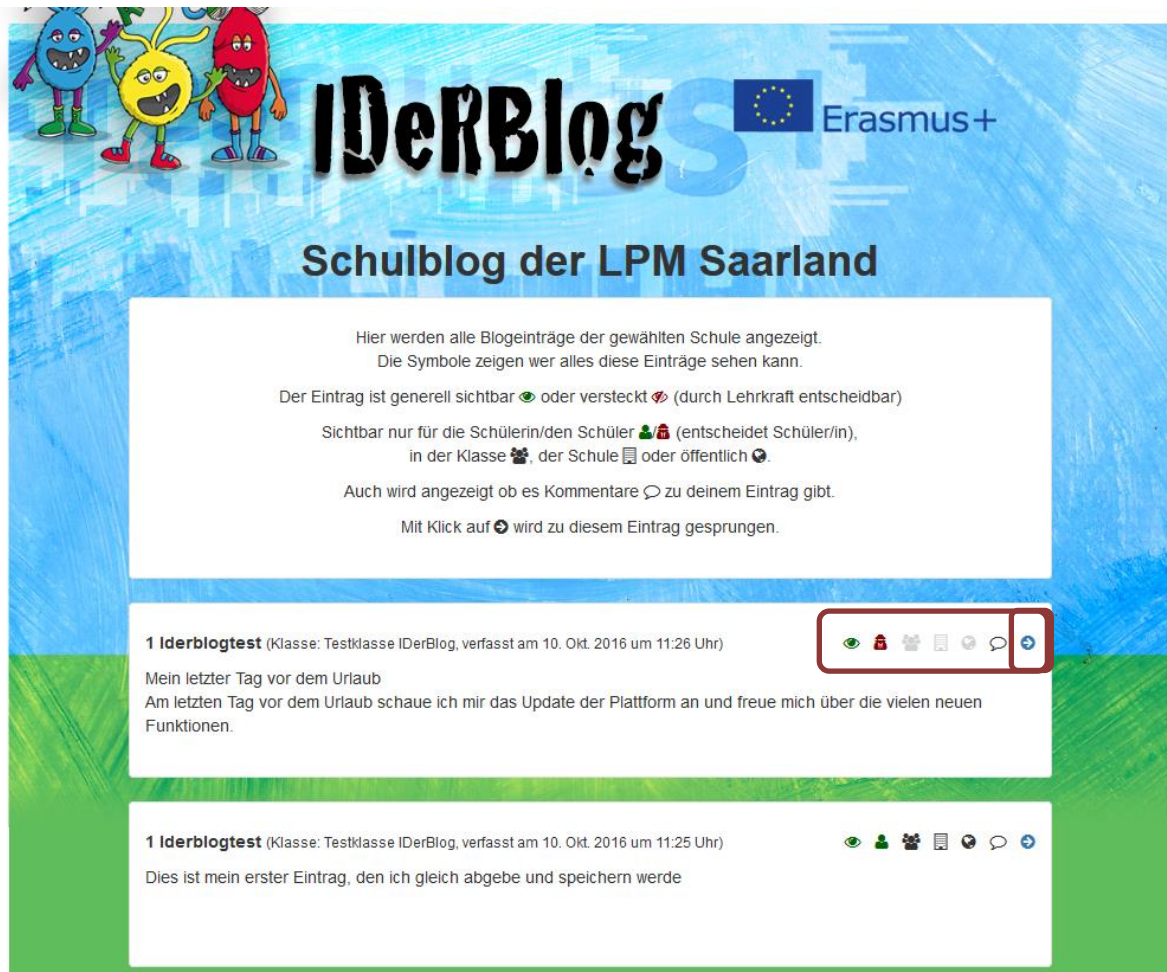 IDeRBlog
Erasmus+
Schulblog der LPM Saarland
Hier werden alle Blogeinträge der gewählten Schule angezeigt.
Die Symbole zeigen wer alles diese Einträge sehen kann.
Der Eintrag ist generell sichtbar oder versteckt (durch Lehrkraft entscheidbar)
Sichtbar nur für die Schülerin/den Schüler / (entscheidet Schüler/in),
in der Klasse , der Schule oder öffentlich .
Auch wird angezeigt ob es Kommentare zu deinem Eintrag gibt.
Mit Klick auf wird zu diesem Eintrag gesprungen.
1 Iderblogtest (Klasse: Testklasse IDerBlog, verfasst am 10. Okt. 2016 um 11:26 Uhr)
Mein letzter Tag vor dem Urlaub
Am letzten Tag vor dem Urlaub schaue ich mir das Update der Plattform an und freue mich über die vielen neuen
Funktionen.
1 Iderblogtest (Klasse: Testklasse IDerBlog, verfasst am 10. Okt. 2016 um 11:25 Uhr)
Dies ist mein erster Eintrag, den ich gleich abgebe und speichern werde